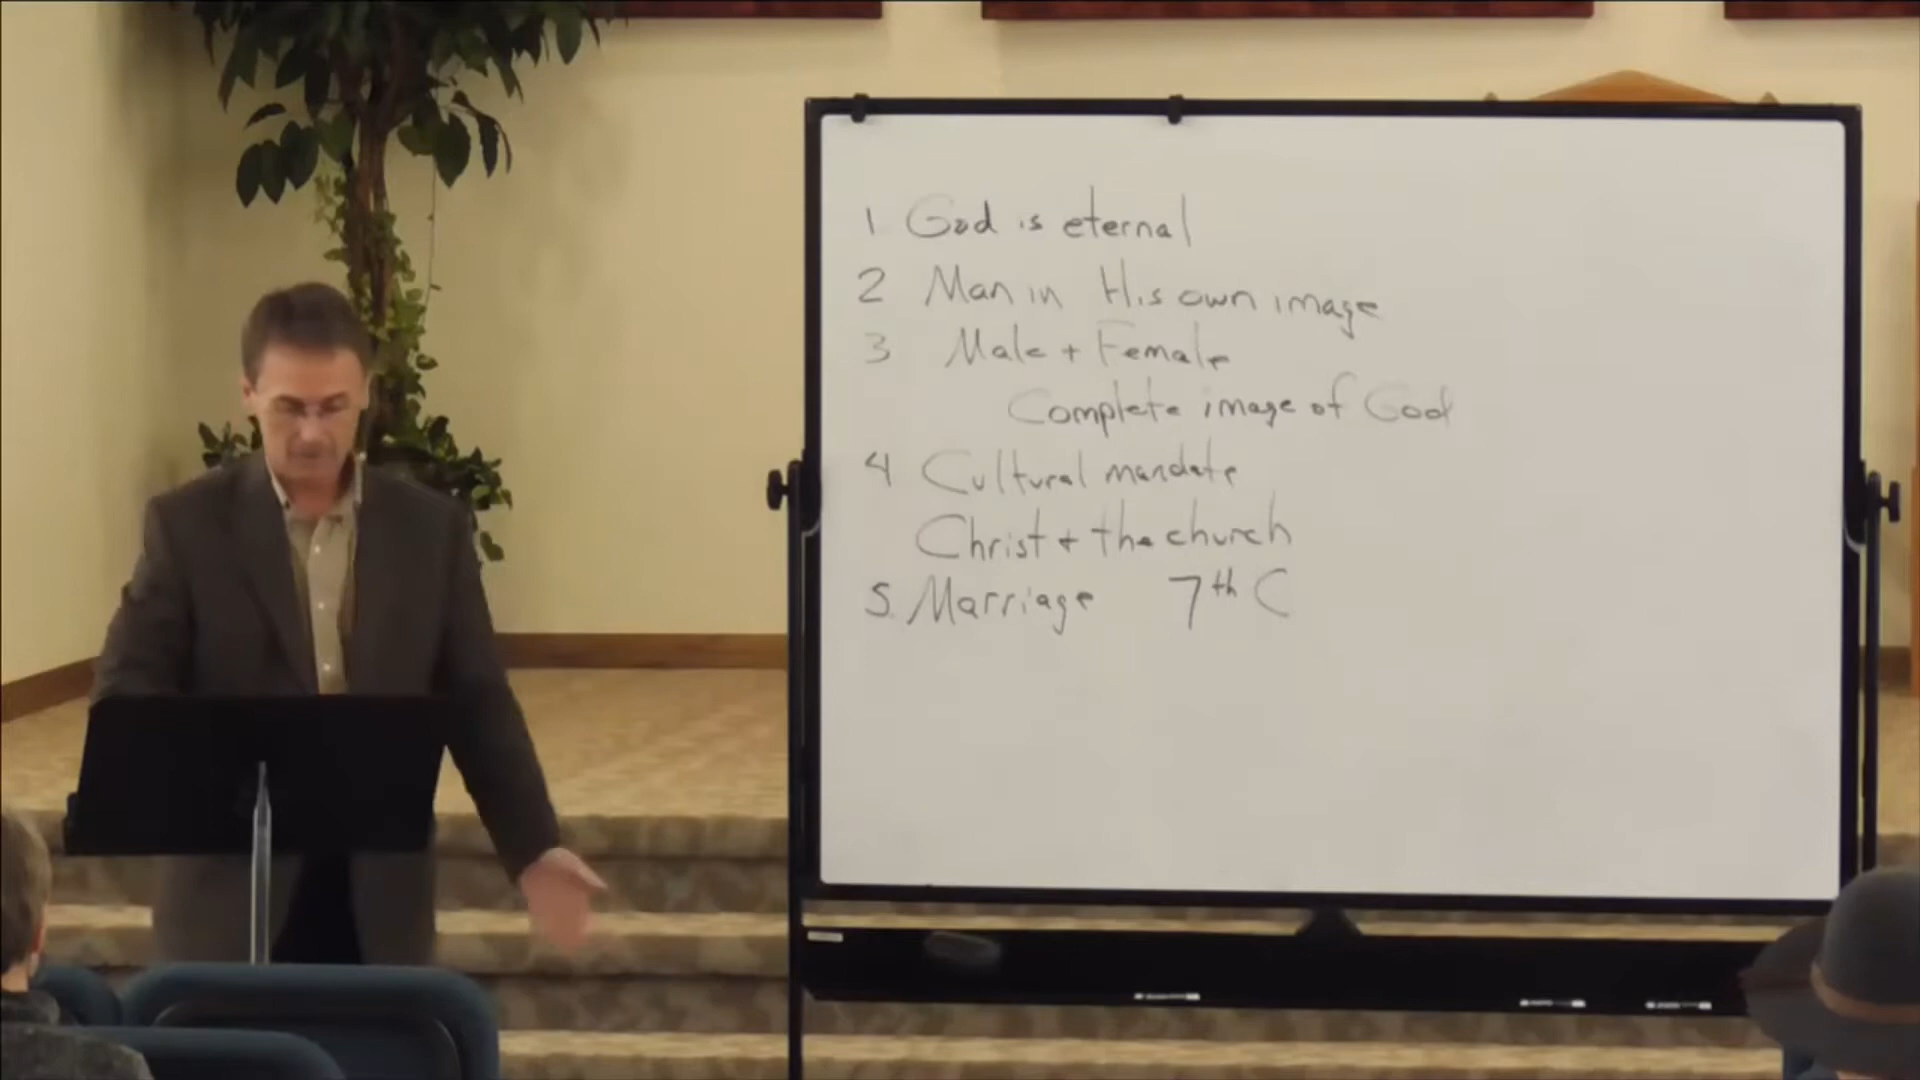 1 God is eternal
2 Man in His own image
3 Male + Female
Complete image of God
4 Cultural mandate
Christ + the church
5. Marriage 7th C